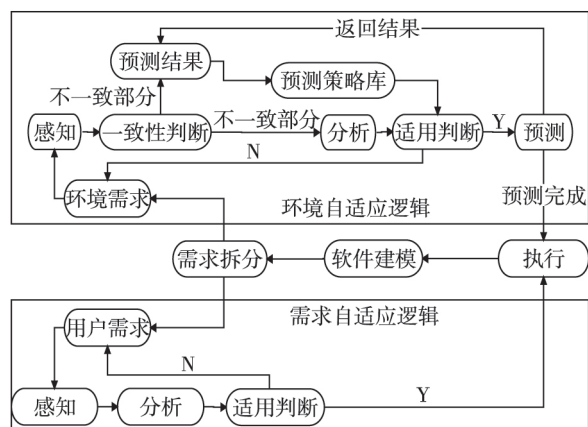 返回结果
预测结果
预测策略库
不一致部分
感知
一致性判断
不一致部分
分析
适用判断
Y
预测
N
环境需求
环境自适应逻辑
预测完成
需求拆分
软件建模
执行
需求自适应逻辑
用户需求
N
感知
分析
适用判断
Y